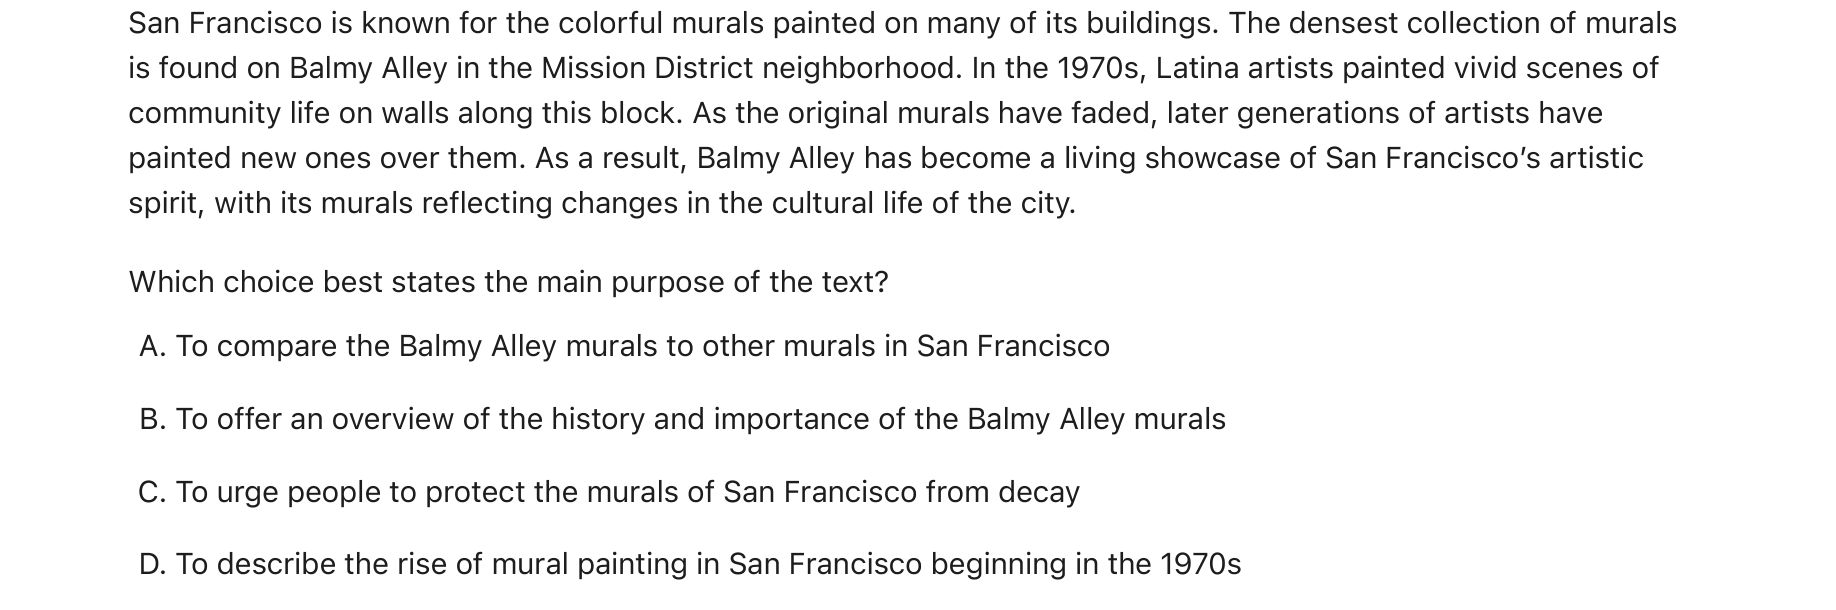 San Francisco is known for the colorful murals painted on many of its buildings. The densest collection of murals
is found on Balmy Alley in the Mission District neighborhood. In the 1970s, Latina artists painted vivid scenes of
community life on walls along this block. As the original murals have faded, later generations of artists have
painted new ones over them. As a result, Balmy Alley has become a living showcase of San Francisco’s artistic
spirit, with its murals reflecting changes in the cultural life of the city.
Which choice best states the main purpose of the text?
A. To compare the Balmy Alley murals to other murals in San Francisco
B. To offer an overview of the history and importance of the Balmy Alley murals
C. To urge people to protect the murals of San Francisco from decay
D. To describe the rise of mural painting in San Francisco beginning in the 1970s